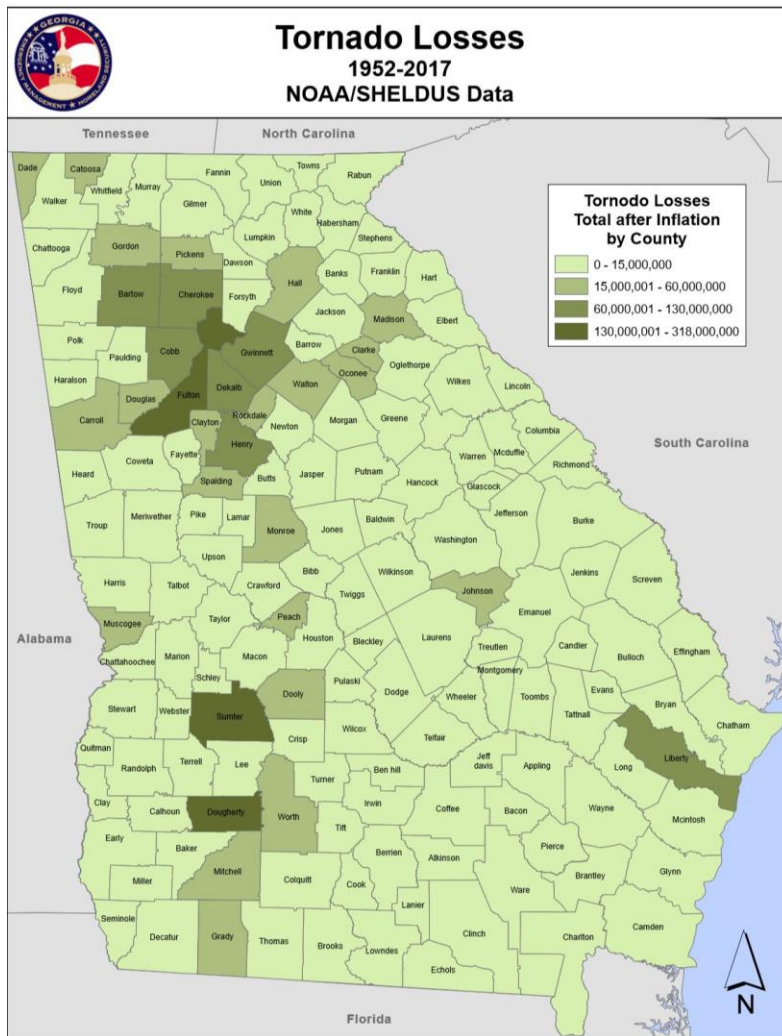 GEORGIA
EMERGENCY MANAGEMENT
HOMELAND SECURITY
Tornado Losses
1952-2017
NOAA/SHELDUS Data
Tennessee
North Carolina
Tornodo Losses
Total after Inflation
by County
0 - 15,000,000
15,000,001 - 60,000,000
60,000,001 - 130,000,000
130,000,001 - 318,000,000
Dade
Catoosa
Whitfield
Murray
Fannin
Union
Towns
Rabun
Walker
Gilmer
White
Habersham
Stephens
Chattooga
Gordon
Pickens
Dawson
Lumpkin
Banks
Franklin
Hart
Floyd
Bartow
Cherokee
Forsyth
Hall
Jackson
Madison
Elbert
Polk
Paulding
Cobb
Gwinnett
Barrow
Clarke
Oconee
Oglethorpe
Wilkes
Lincoln
Haralson
Douglas
Fulton
Dekalb
Rockdale
Walton
Carroll
Clayton
Henry
Newton
Morgan
Greene
Columbia
Mcduffie
Warren
Richmond
South Carolina
Heard
Coweta
Fayette
Spalding
Butts
Jasper
Putnam
Hancock
Glascock
Jefferson
Burke
Troup
Meriwether
Pike
Lamar
Monroe
Jones
Baldwin
Washington
Upson
Bibb
Wilkinson
Jenkins
Screven
Harris
Talbot
Crawford
Twiggs
Johnson
Emanuel
Muscogee
Taylor
Peach
Houston
Bleckley
Laurens
Treutlen
Candler
Bulloch
Effingham
Alabama
Chattahoochee
Marion
Macon
Schley
Dooly
Pulaski
Dodge
Wheeler
Montgomery
Toombs
Tattnall
Evans
Bryan
Chatham
Stewart
Webster
Sumter
Crisp
Wilcox
Telfair
Liberty
Quitman
Randolph
Terrell
Lee
Turner
Ben hill
Jeff
davis
Appling
Long
Clay
Calhoun
Dougherty
Worth
Tift
Irwin
Coffee
Bacon
Wayne
Mcintosh
Early
Baker
Mitchell
Berrien
Atkinson
Pierce
Brantley
Glynn
Miller
Colquitt
Cook
Lanier
Ware
Seminole
Decatur
Grady
Thomas
Brooks
Lowndes
Clinch
Echols
Charlton
Camden
N
Florida